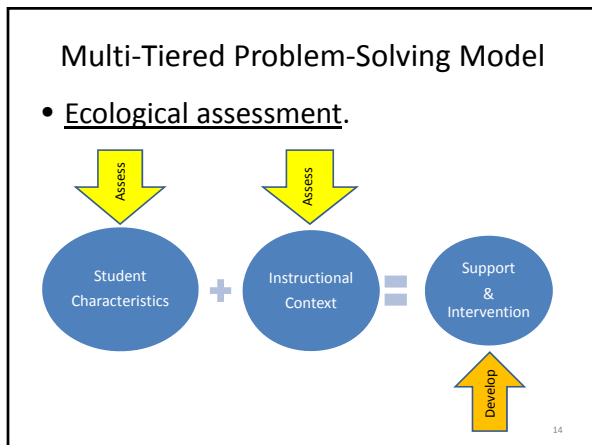 Multi-Tiered Problem-Solving Model
• Ecological assessment.
Assess
Assess
Student
Characteristics
+
Instructional
Context
=
Support
&
Intervention
Develop
14